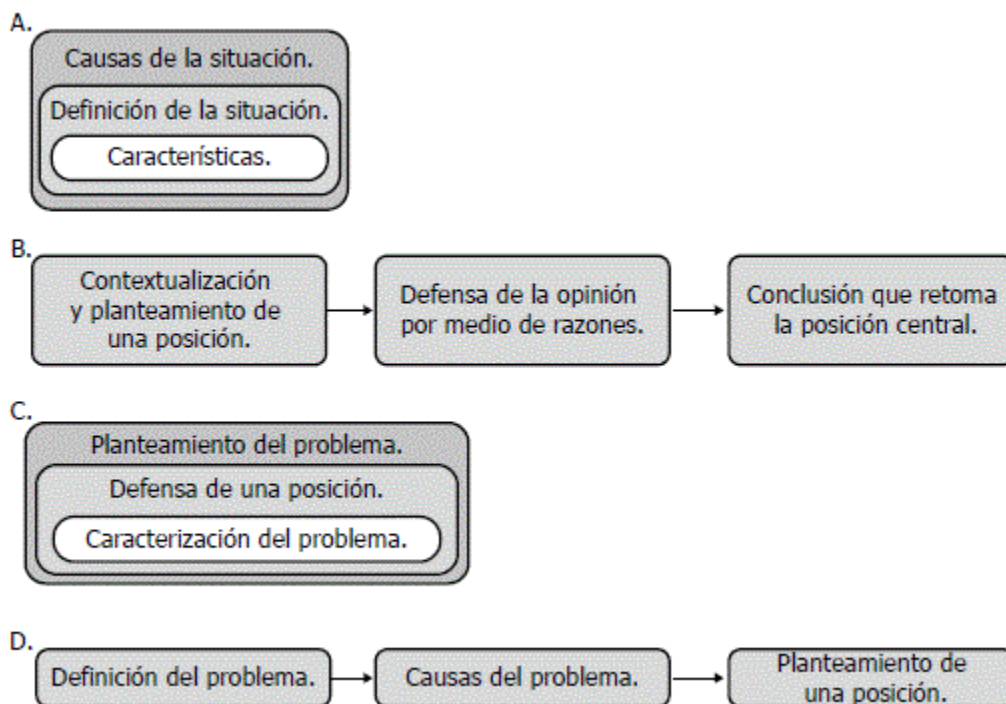 A.
Causas de la situación.
Definición de la situación.
Características.
B.
Contextualización
y planteamiento de
una posición.
Defensa de la opinión
por medio de razones.
Conclusión que retoma
la posición central.
C.
Planteamiento del problema.
Defensa de una posición.
Caracterización del problema.
D.
Definición del problema.
Causas del problema.
Planteamiento de
una posición.